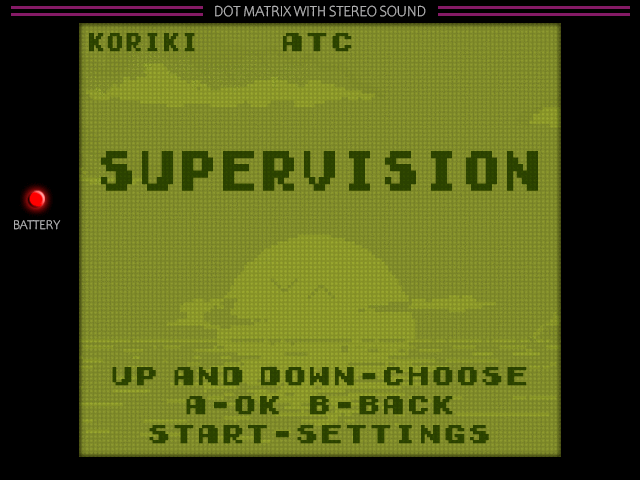 DOT MATRIX WITH STEREO SOUND
KORIKI ATC
SUPERVISION
BATTERY
UP AND DOWN-CHOOSE
A-OK B-BACK
START-SETTINGS